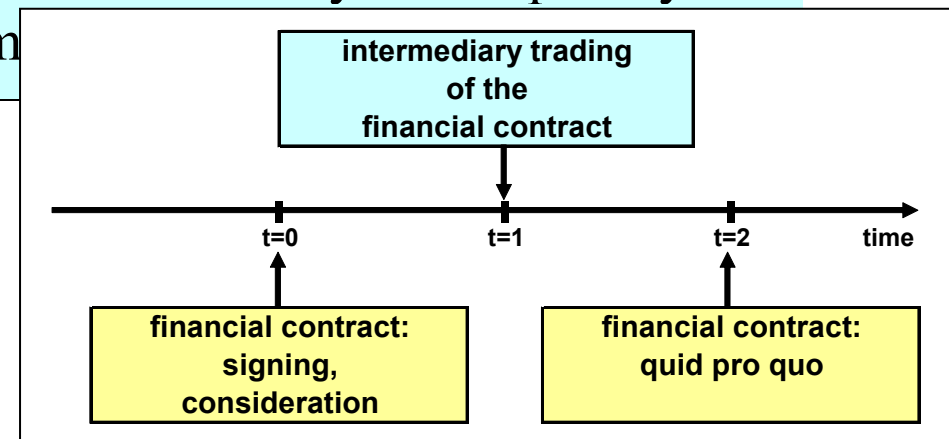 m
intermediary trading
of the
financial contract
t=0
t=1
t=2
time
financial contract:
signing,
consideration
financial contract:
quid pro quo